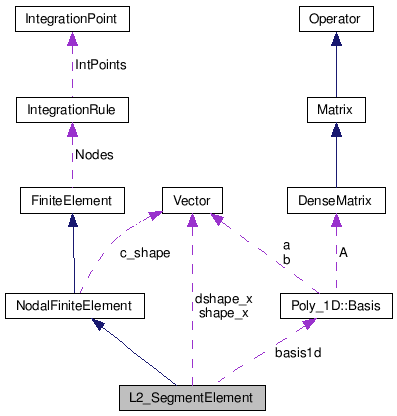 IntegrationPoint
Operator
IntPoints
IntegrationRule
Matrix
Nodes
FiniteElement
Vector
DenseMatrix
c_shape
a
b
A
NodalFiniteElement
dshape_x
shape_x
Poly_1D::Basis
basis1d
L2_SegmentElement